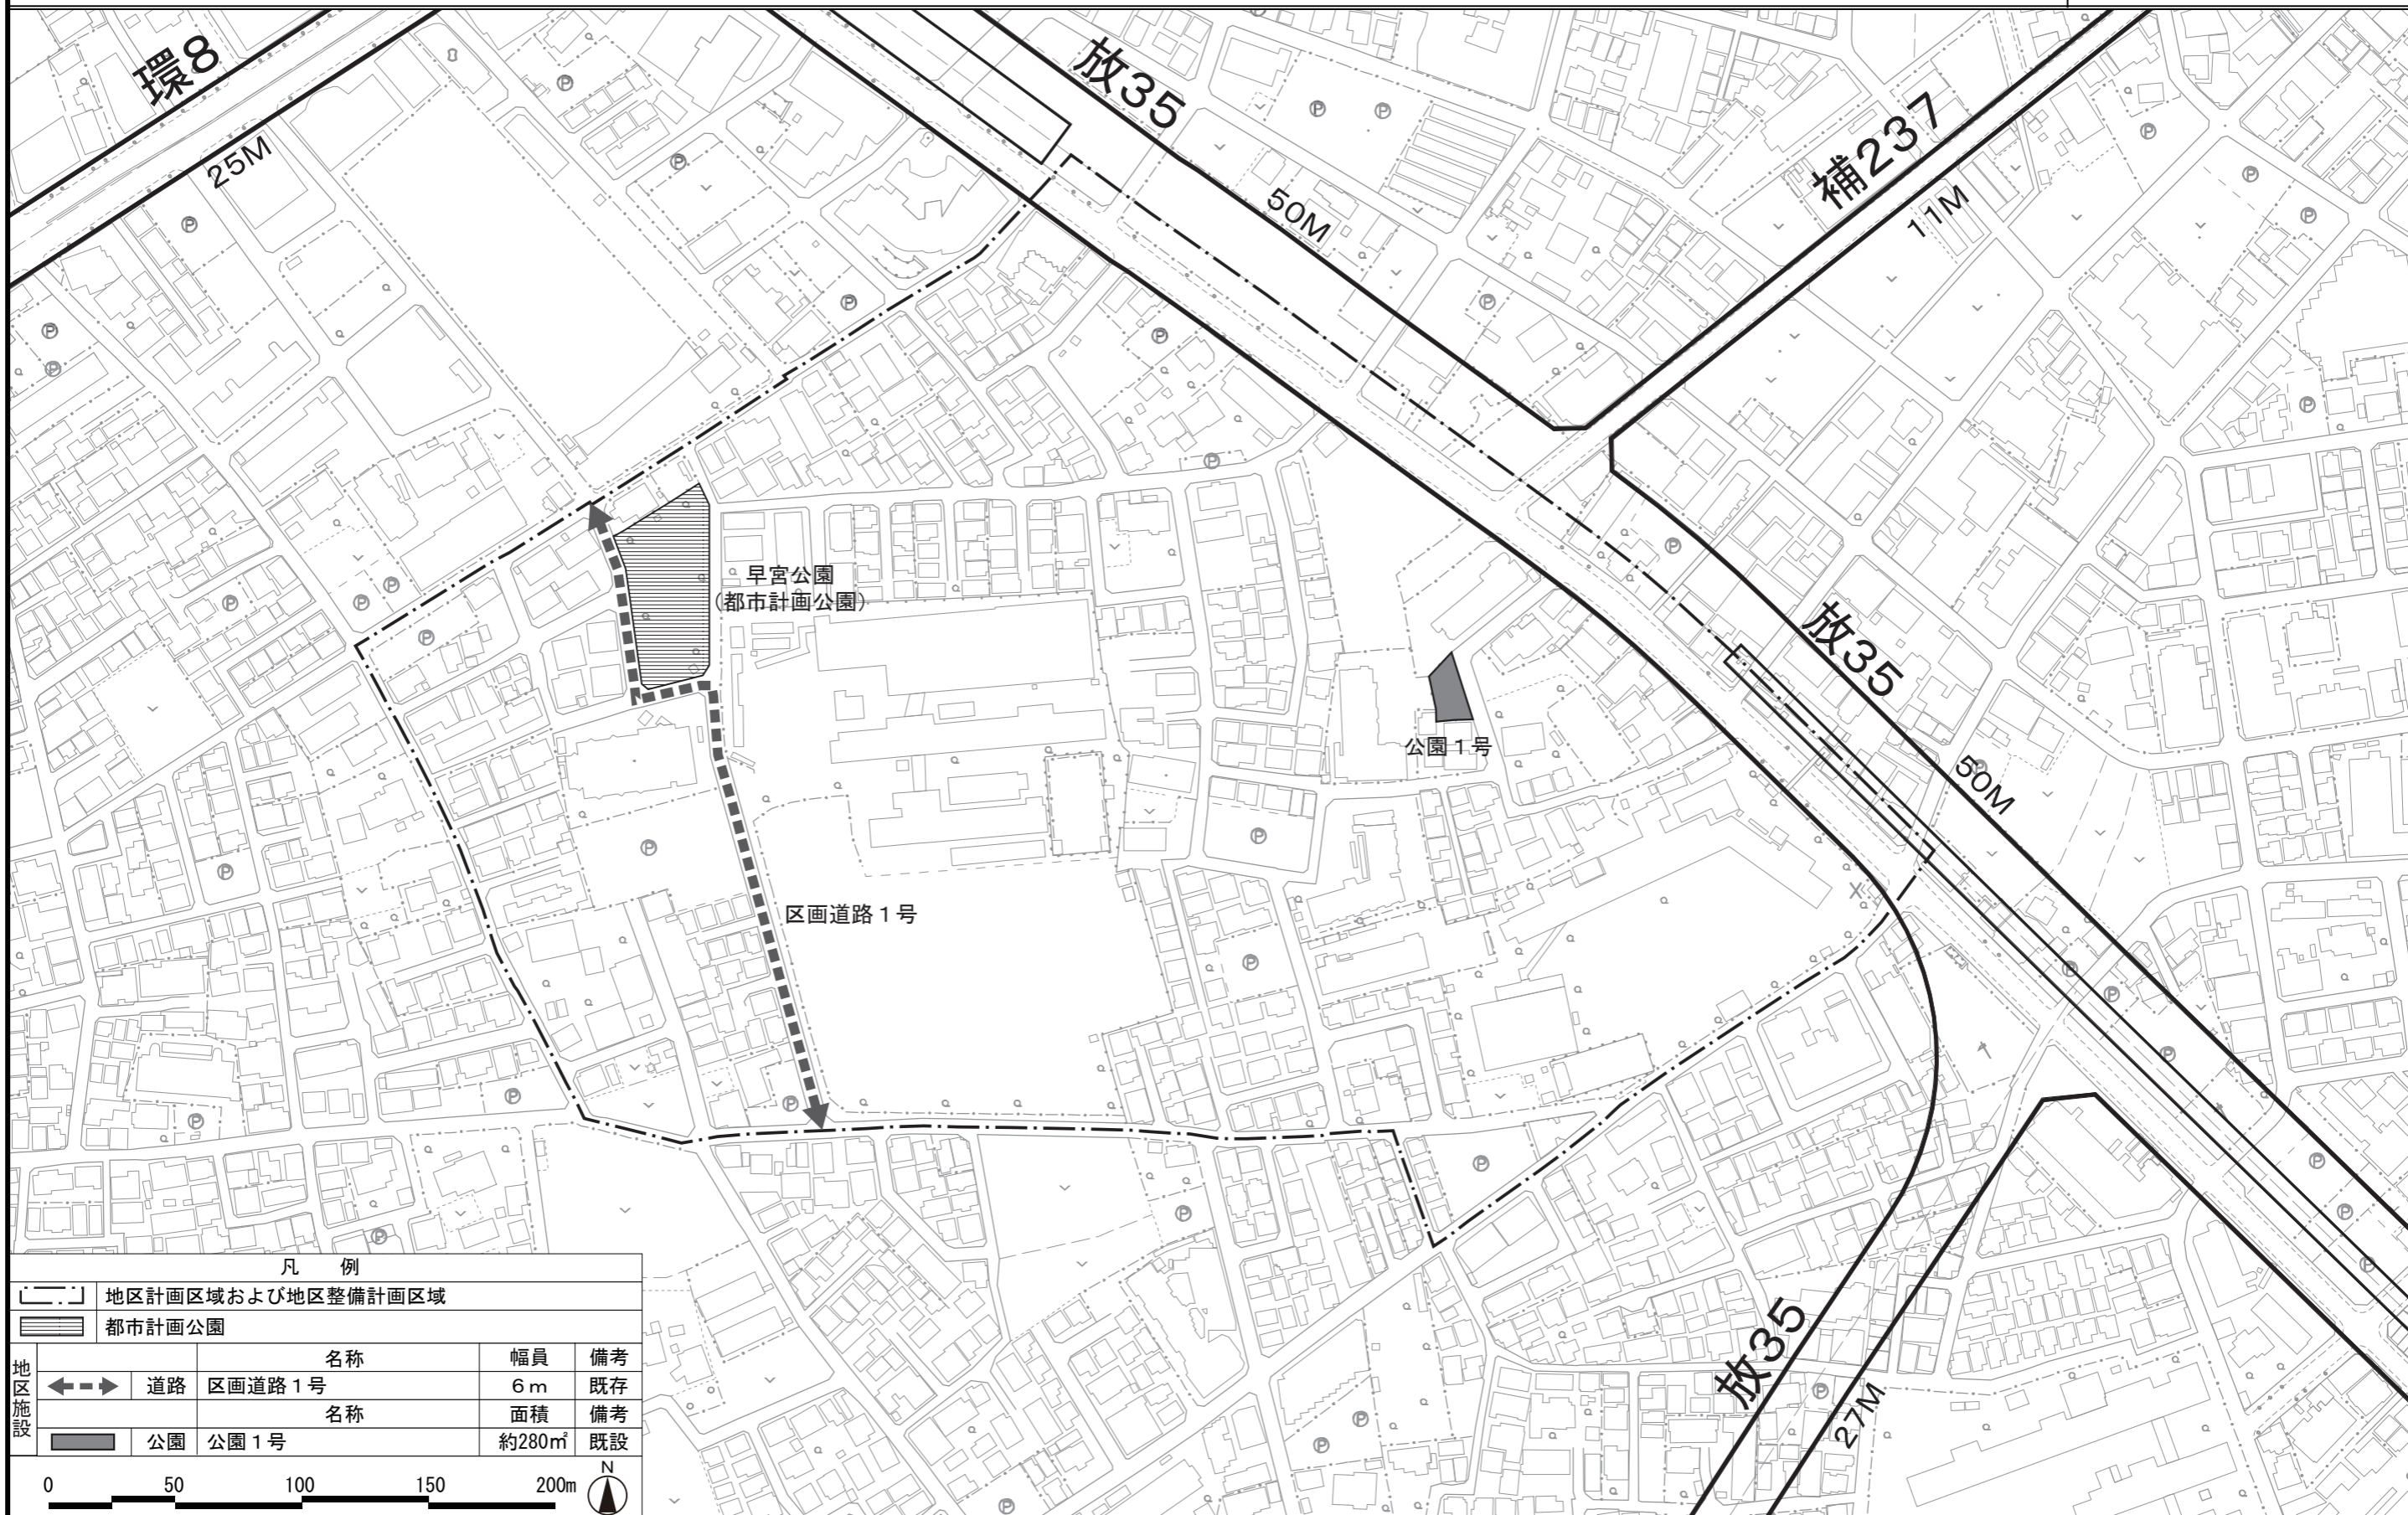 環8
25M
放35
50M
補237
11M
早宮公園
(都市計画公園)
放35
公園1号
50M
区画道路1号
放35
27M
凡 例
地区計画区域および地区整備計画区域
都市計画公園
地区施設
名称 幅員 備考
道路 区画道路1号 6m 既存
名称 面積 備考
公園 公園1号 約280㎡ 既設
0 50 100 150 200m
N